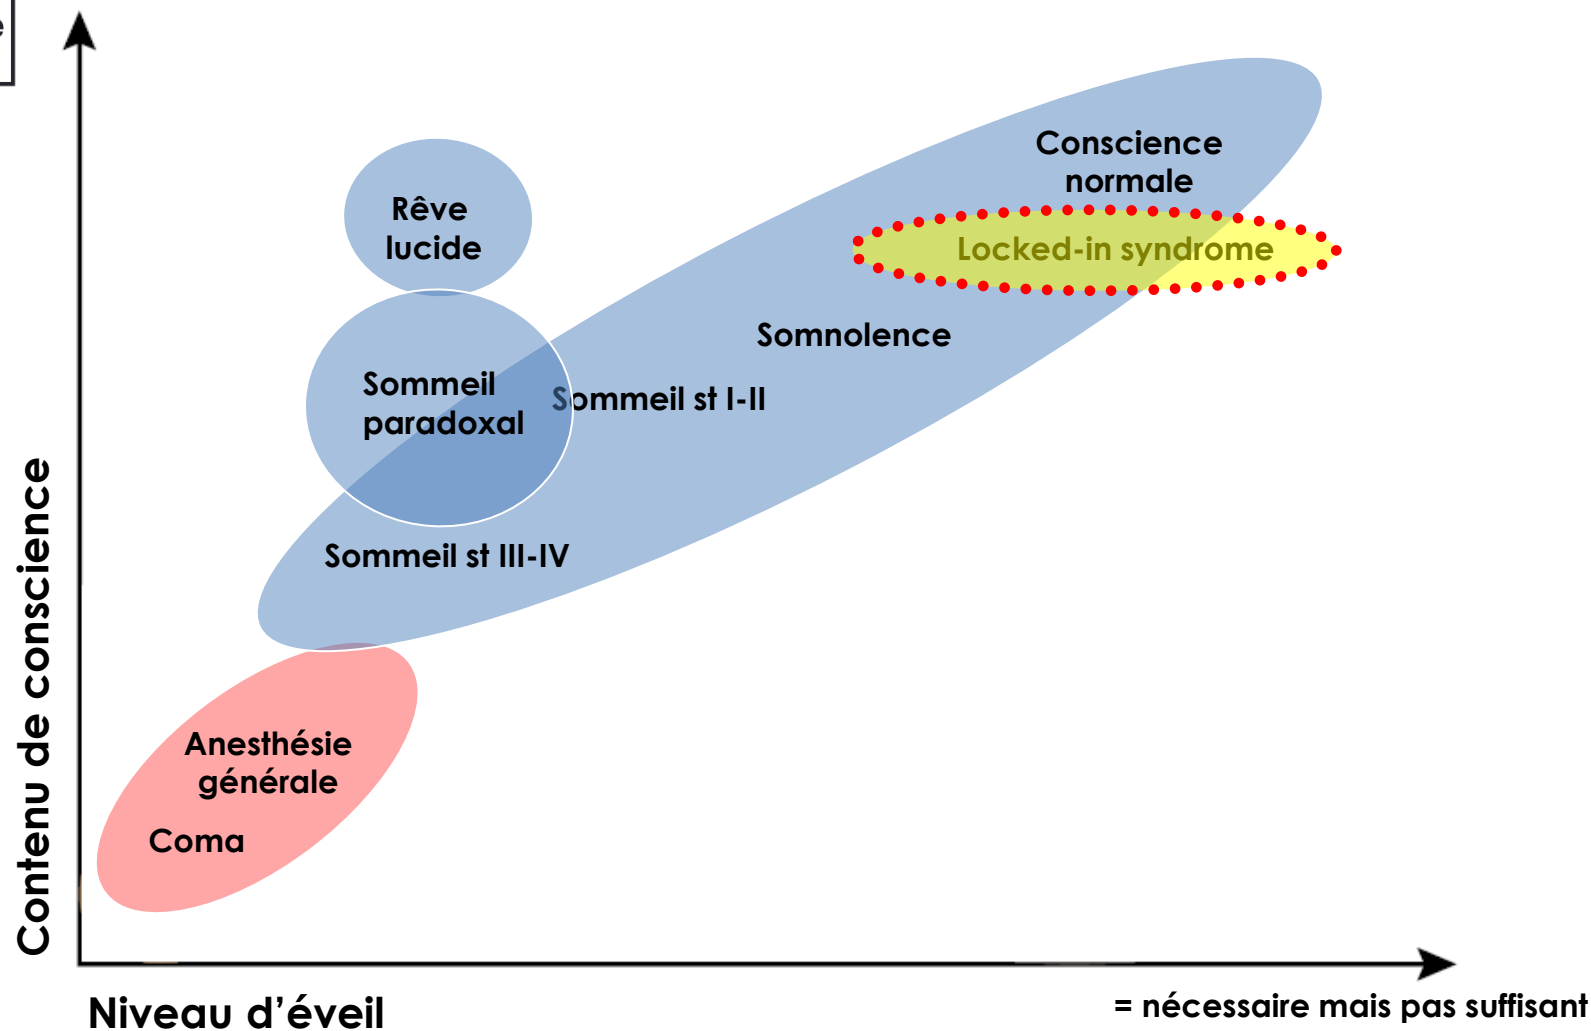 Conscience
normale
Rêve
lucide
Locked-in syndrome
Somnolence
Sommeil
paradoxal
Sommeil st I-II
Sommeil st III-IV
Anesthésie
générale
Coma
Contenu de conscience
Niveau d’éveil
= nécessaire mais pas suffisant